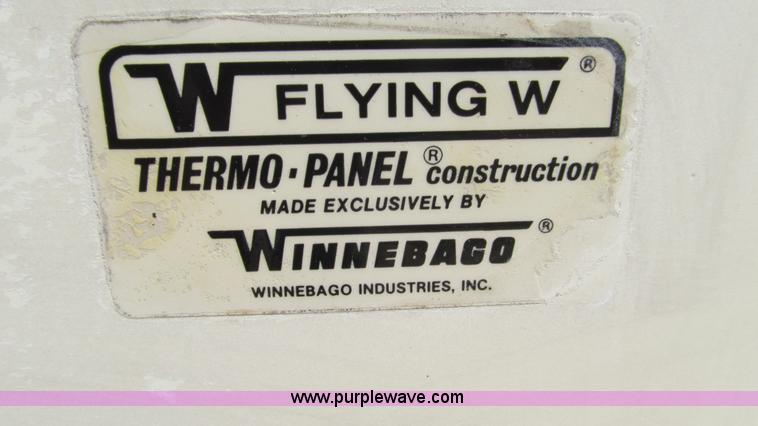 W FLYING W ®
THERMO·PANEL® construction
MADE EXCLUSIVELY BY
WINNEBAGO ®
WINNEBAGO INDUSTRIES, INC.
www.purplewave.com